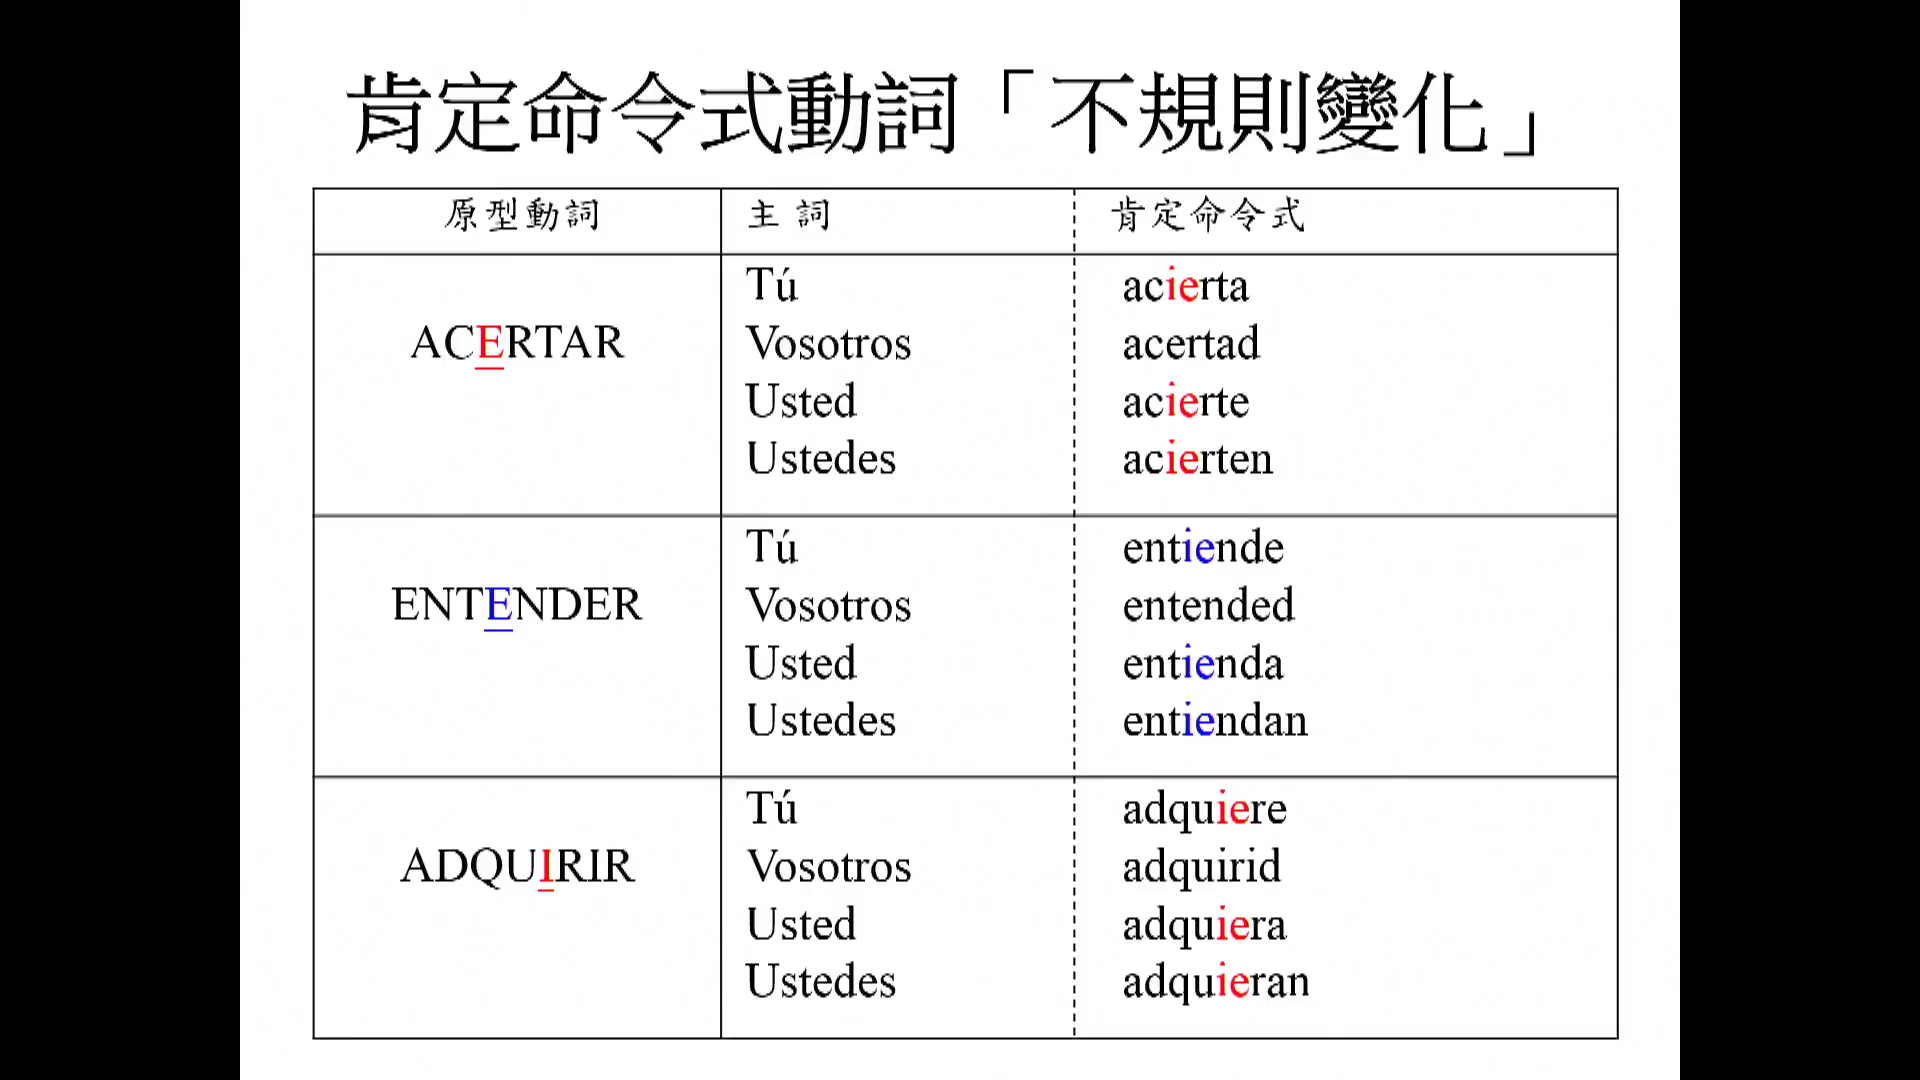 肯定命令式動詞「不規則變化」
原型動詞 主 詞 肯定命令式
Tú acierta
ACERTAR Vosotros acertad
Usted acierte
Ustedes acierten
Tú entiende
ENTENDER Vosotros entended
Usted entienda
Ustedes entiendan
Tú adquiere
ADQUIRIR Vosotros adquirid
Usted adquiera
Ustedes adquieran